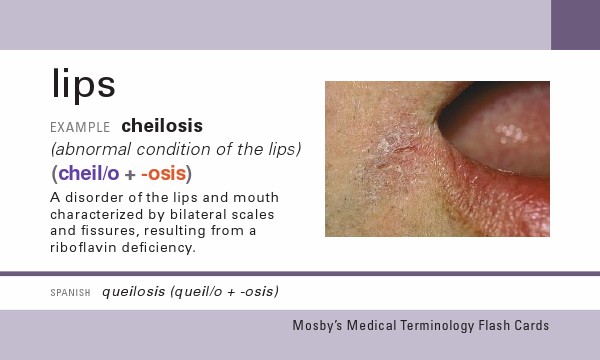 lips
EXAMPLE cheilosis
(abnormal condition of the lips)
(cheil/o + -osis)
A disorder of the lips and mouth
characterized by bilateral scales
and fissures, resulting from a
riboflavin deficiency.
SPANISH queilosis (queil/o + -osis)
Mosby's Medical Terminology Flash Cards